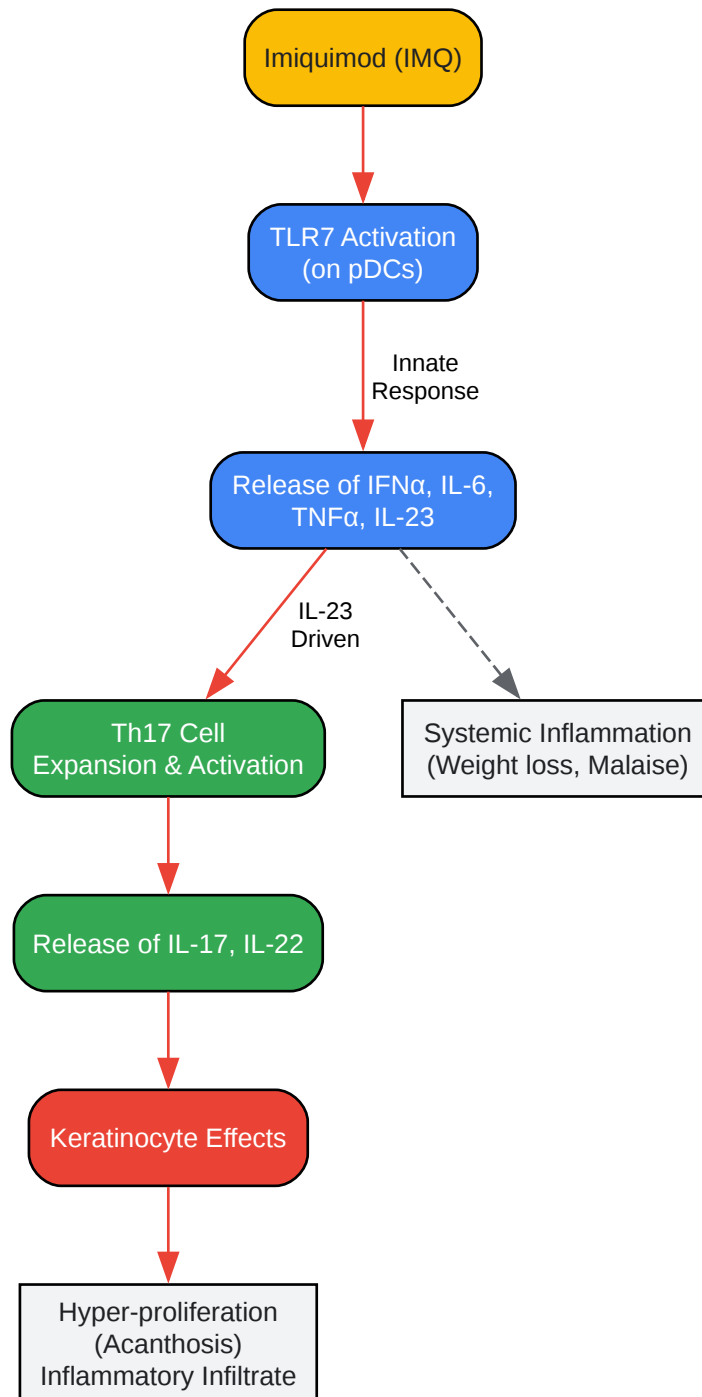 Imiquimod (IMQ)
TLR7 Activation
(on pDCs)
Innate
Response
Release of IFNα, IL-6,
TNFα, IL-23
IL-23
Driven
Th17 Cell
Expansion & Activation
Systemic Inflammation
(Weight loss, Malaise)
Release of IL-17, IL-22
Keratinocyte Effects
Hyper-proliferation
(Acanthosis)
Inflammatory Infiltrate